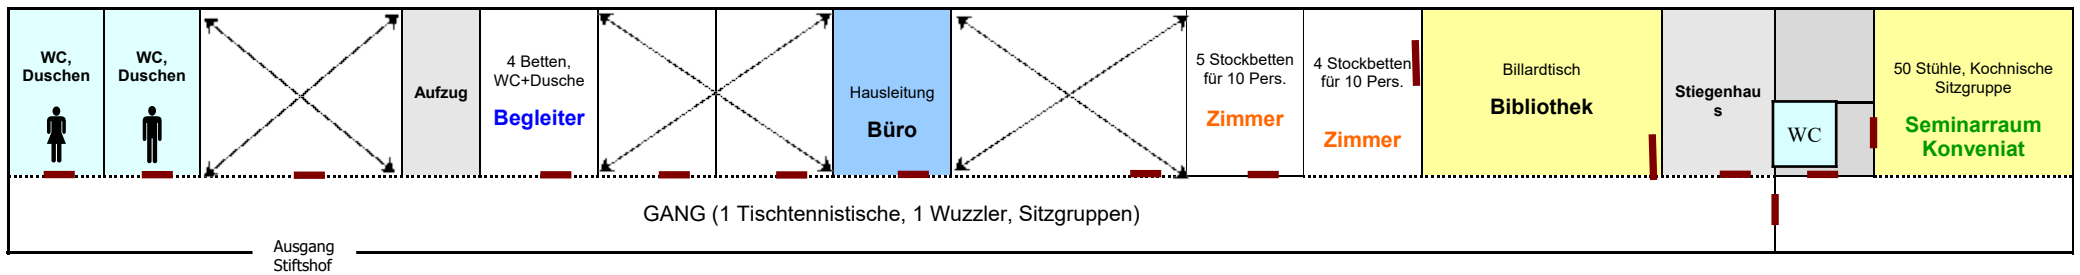 WC,
Duschen
WC,
Duschen
Aufzug
4 Betten,
WC+Dusche
Begleiter
Hausleitung
Büro
5 Stockbetten
für 10 Pers.
Zimmer
4 Stockbetten
für 10 Pers.
Zimmer
Billardtisch
Bibliothek
Stiegenhau
s
WC
50 Stühle, Kochnische
Sitzgruppe
Seminarraum
Konveniat
GANG (1 Tischtennistische, 1 Wuzzler, Sitzgruppen)
Ausgang
Stiftshof